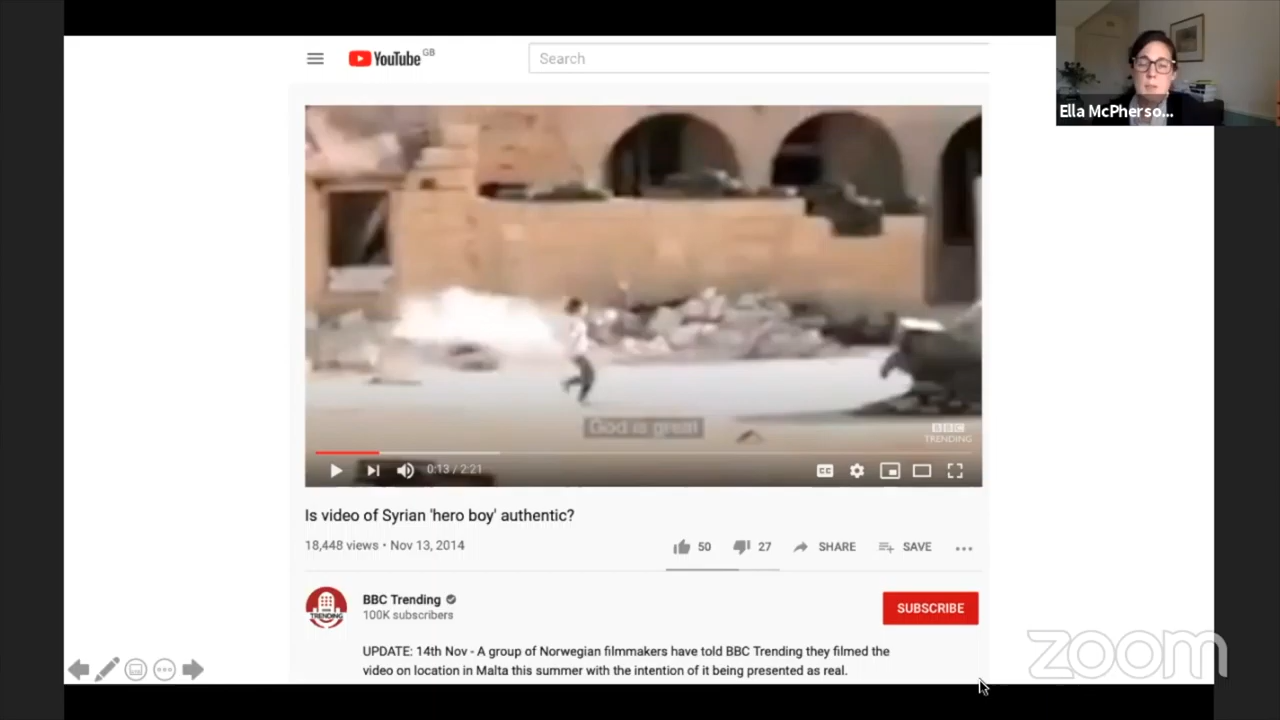 YouTube GB
Search
Ella McPherso...
God is great
BBC
TRENDING
0:13 / 2:21
CC
Is video of Syrian 'hero boy' authentic?
18,448 views • Nov 13, 2014
50
27
SHARE
SAVE
TRENDING
BBC Trending
100K subscribers
SUBSCRIBE
UPDATE: 14th Nov - A group of Norwegian filmmakers have told BBC Trending they filmed the
video on location in Malta this summer with the intention of it being presented as real.
zoom